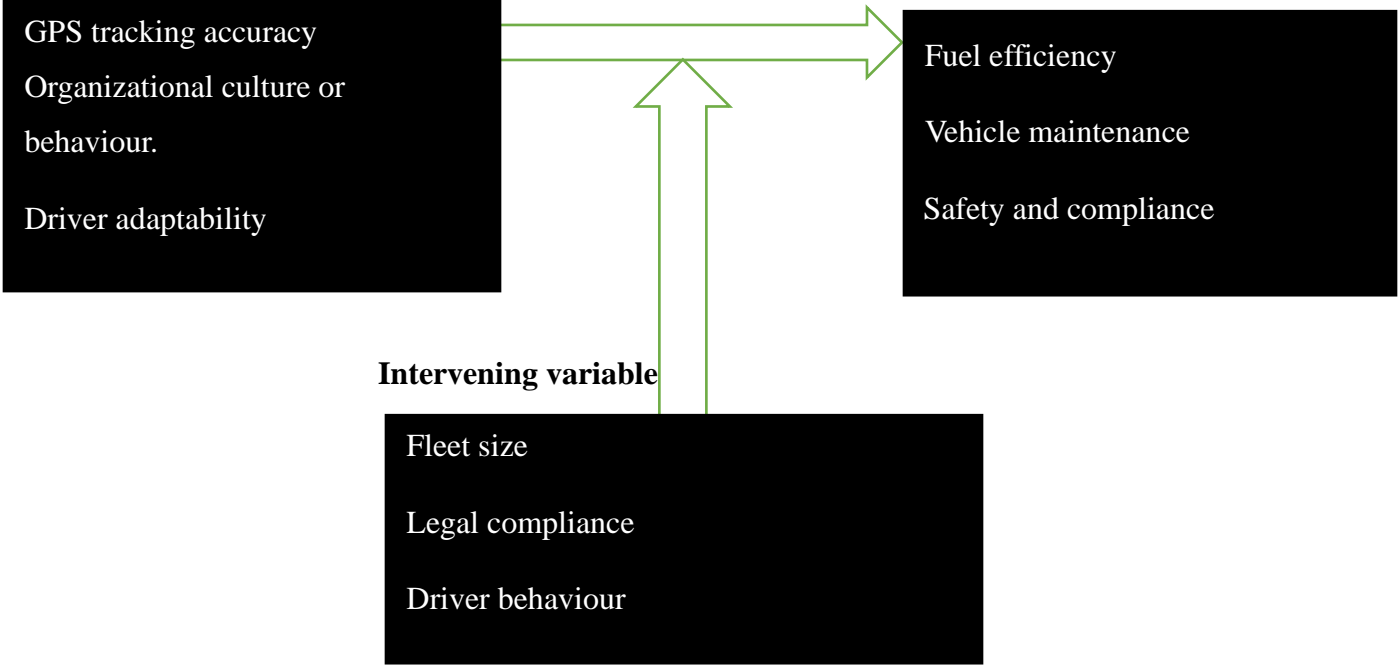 GPS tracking accuracy
Organizational culture or
behaviour.
Driver adaptability
Fuel efficiency
Vehicle maintenance
Safety and compliance
Intervening variable
Fleet size
Legal compliance
Driver behaviour